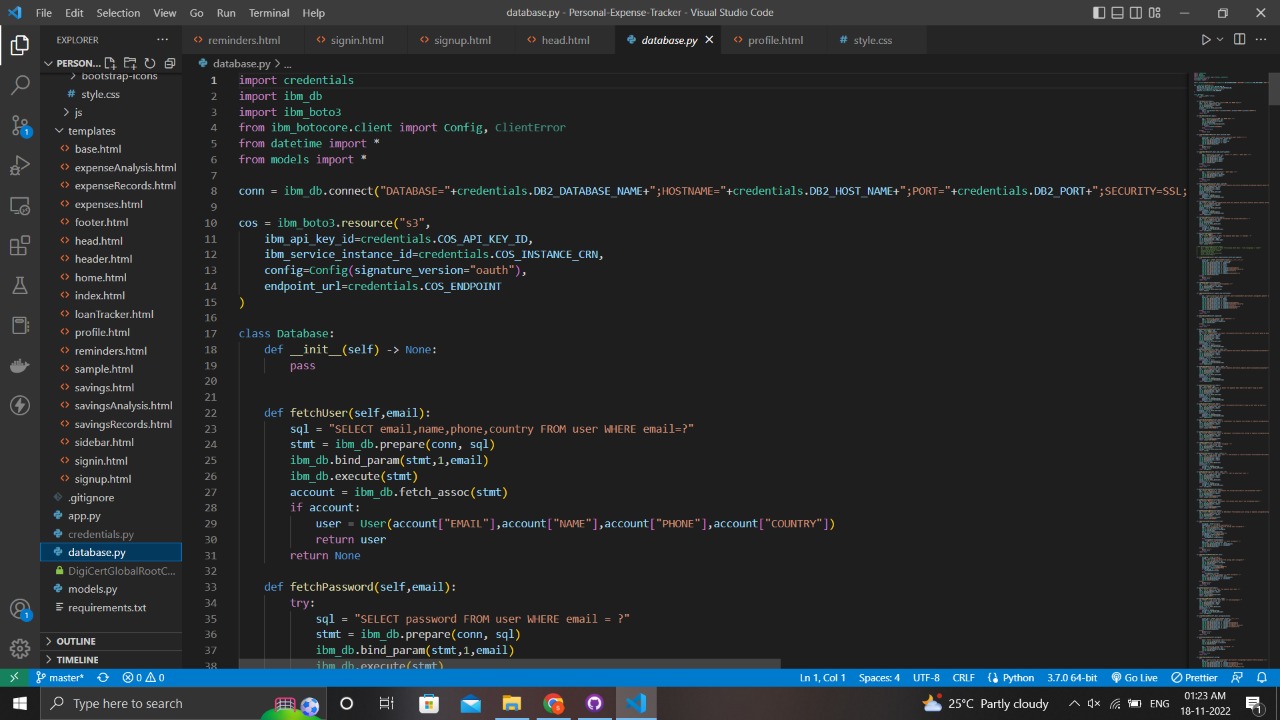 File Edit Selection View Go Run Terminal Help
database.py - Personal-Expense-Tracker - Visual Studio Code
EXPLORER
reminders.html
signin.html
signup.html
head.html
database.py
profile.html
style.css
PERSON...
database.py > ...
bootstrap-icons
style.css
js
templates
base.html
expenseAnalysis.html
expenseRecords.html
expenses.html
footer.html
head.html
header.html
home.html
index.html
loanTracker.html
profile.html
reminders.html
sample.html
savings.html
savingsAnalysis.html
savingsRecords.html
sidebar.html
signin.html
signup.html
.gitignore
app.py
credentials.py
database.py
DigiCertGlobalRootC...
models.py
requirements.txt
OUTLINE
TIMELINE
1 import credentials
2 import ibm_db
3 import ibm_boto3
4 from ibm_botocore.client import Config, ClientError
5 from datetime import *
6 from models import *
7
8 conn = ibm_db.connect("DATABASE="+credentials.DB2_DATABASE_NAME+";HOSTNAME="+credentials.DB2_HOST_NAME+";PORT="+credentials.DB2_PORT+";SECURITY=SSL;
9
10 cos = ibm_boto3.resource("s3",
11 ibm_api_key_id=credentials.COS_API_KEY_ID,
12 ibm_service_instance_id=credentials.COS_INSTANCE_CRN,
13 config=Config(signature_version="oauth"),
14 endpoint_url=credentials.COS_ENDPOINT
15 )
16
17 class Database:
18 def __init__(self) -> None:
19 pass
20
21
22 def fetchUser(self,email):
23 sql = "SELECT email,name,phone,country FROM user WHERE email=?"
24 stmt = ibm_db.prepare(conn, sql)
25 ibm_db.bind_param(stmt,1,email)
26 ibm_db.execute(stmt)
27 account = ibm_db.fetch_assoc(stmt)
28 if account:
29 user=User(account["EMAIL"],account["NAME"],account["PHONE"],account["COUNTRY"])
30 return user
31 return None
32
33 def fetchPassword(self,email):
34 try:
35 sql = "SELECT password FROM user WHERE email = ?"
36 stmt = ibm_db.prepare(conn, sql)
37 ibm_db.bind_param(stmt,1,email)
38 ibm_db.execute(stmt)
master* 0 0
Ln 1, Col 1 Spaces: 4 UTF-8 CRLF Python 3.7.0 64-bit Go Live Prettier
Type here to search
25°C Partly cloudy
ENG
01:23 AM
18-11-2022
1